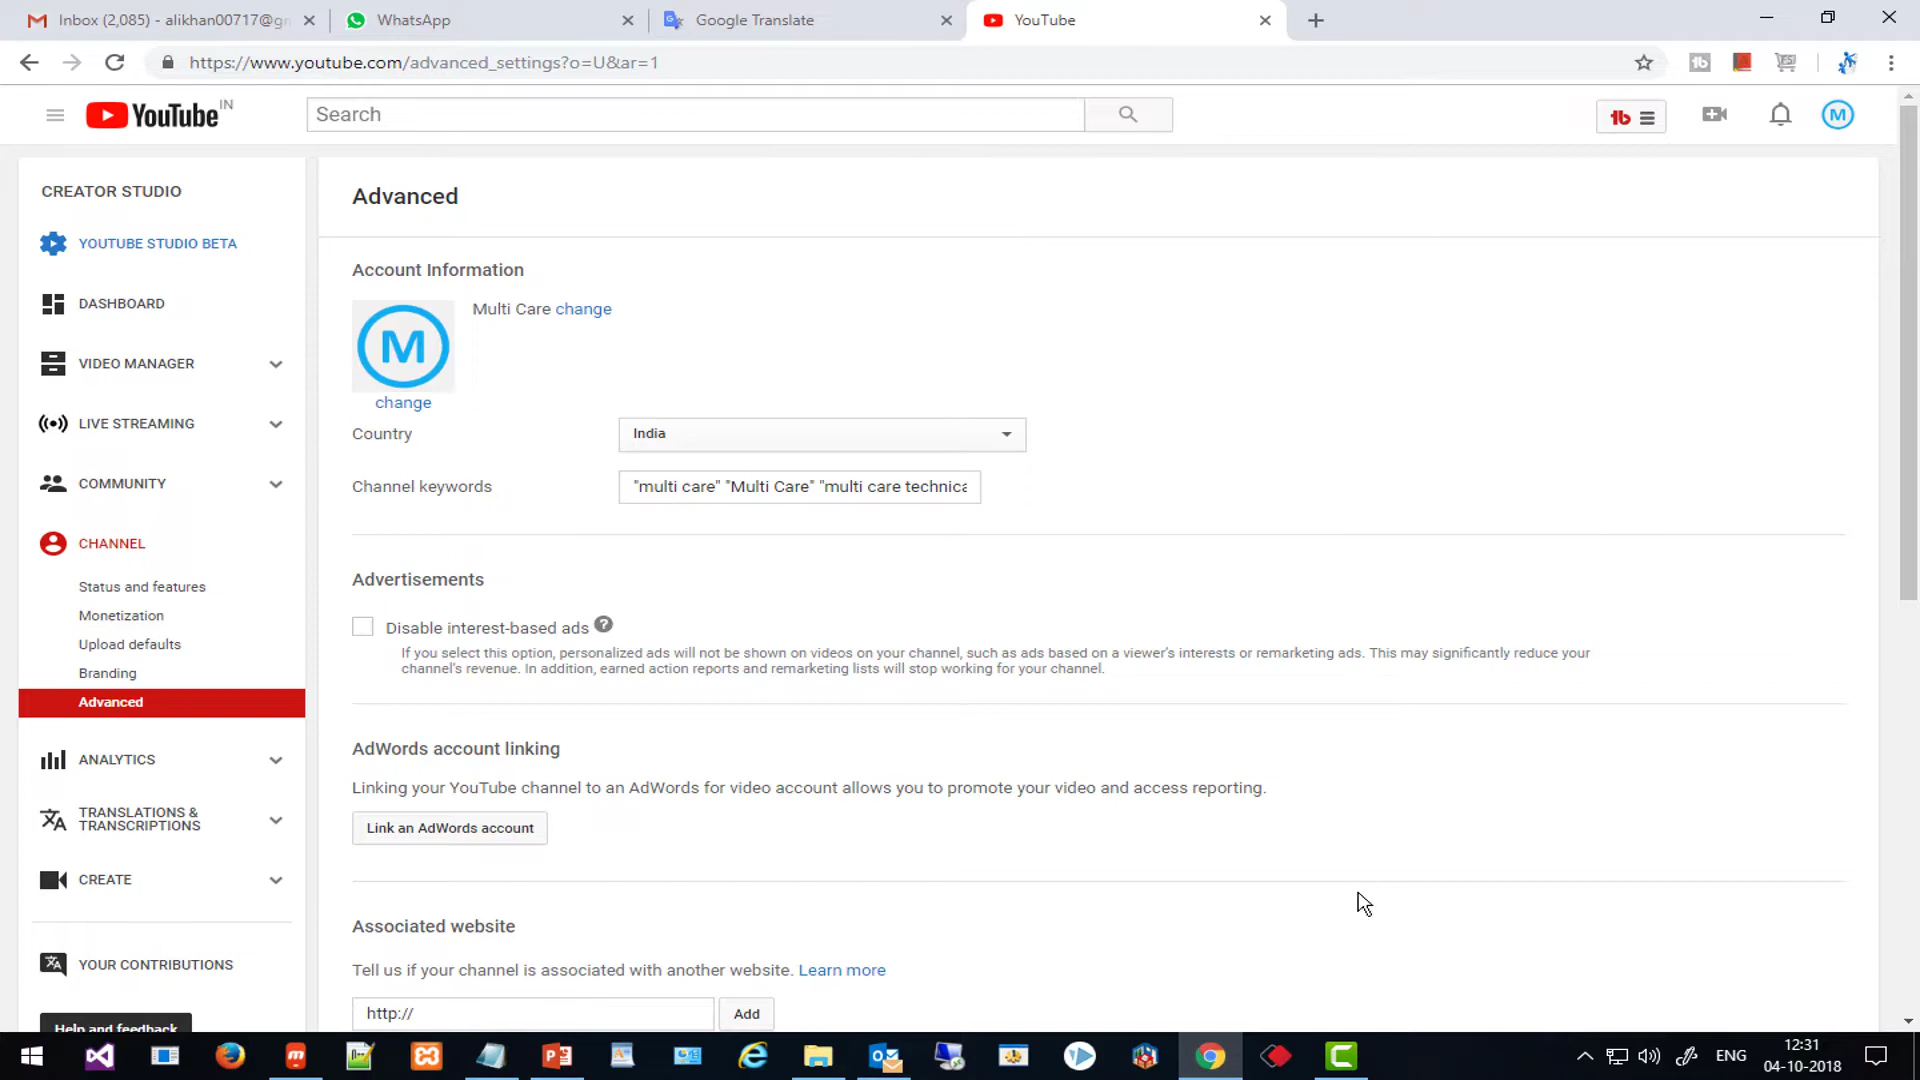 Inbox (2,085) - alikhan00717@g
WhatsApp
Google Translate
YouTube
https://www.youtube.com/advanced_settings?o=U&ar=1
YouTube IN
Search
CREATOR STUDIO
YOUTUBE STUDIO BETA
DASHBOARD
VIDEO MANAGER
LIVE STREAMING
COMMUNITY
CHANNEL
Status and features
Monetization
Upload defaults
Branding
Advanced
ANALYTICS
TRANSLATIONS &
TRANSCRIPTIONS
CREATE
YOUR CONTRIBUTIONS
Help and feedback
Advanced
Account Information
M
Multi Care change
change
Country
India
Channel keywords
"multi care" "Multi Care" "multi care technica
Advertisements
Disable interest-based ads
If you select this option, personalized ads will not be shown on videos on your channel, such as ads based on a viewer's interests or remarketing ads. This may significantly reduce your
channel's revenue. In addition, earned action reports and remarketing lists will stop working for your channel.
AdWords account linking
Linking your YouTube channel to an AdWords for video account allows you to promote your video and access reporting.
Link an AdWords account
Associated website
Tell us if your channel is associated with another website. Learn more
http://
Add
ENG
12:31
04-10-2018